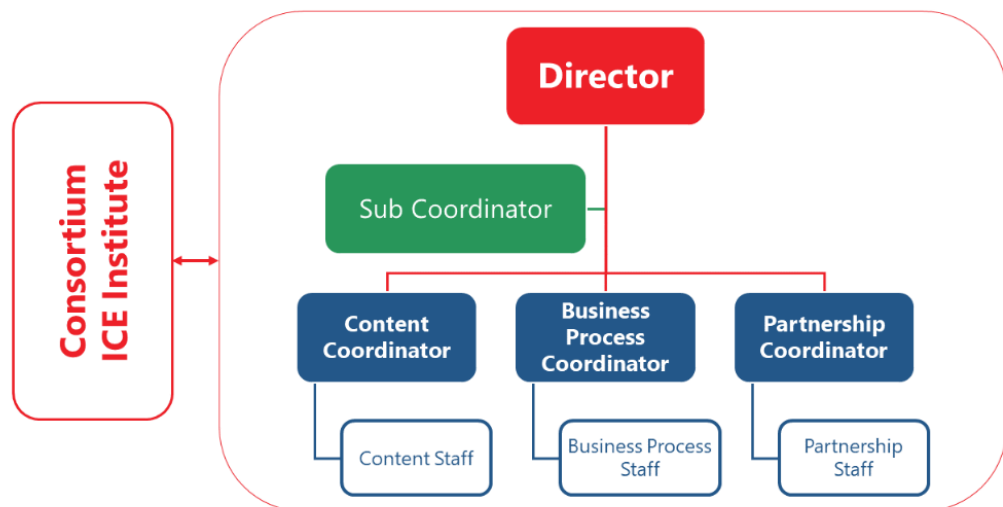 Consortium
ICE Institute
Director
Sub Coordinator
Content
Coordinator
Business
Process
Coordinator
Partnership
Coordinator
Content Staff
Business Process
Staff
Partnership
Staff